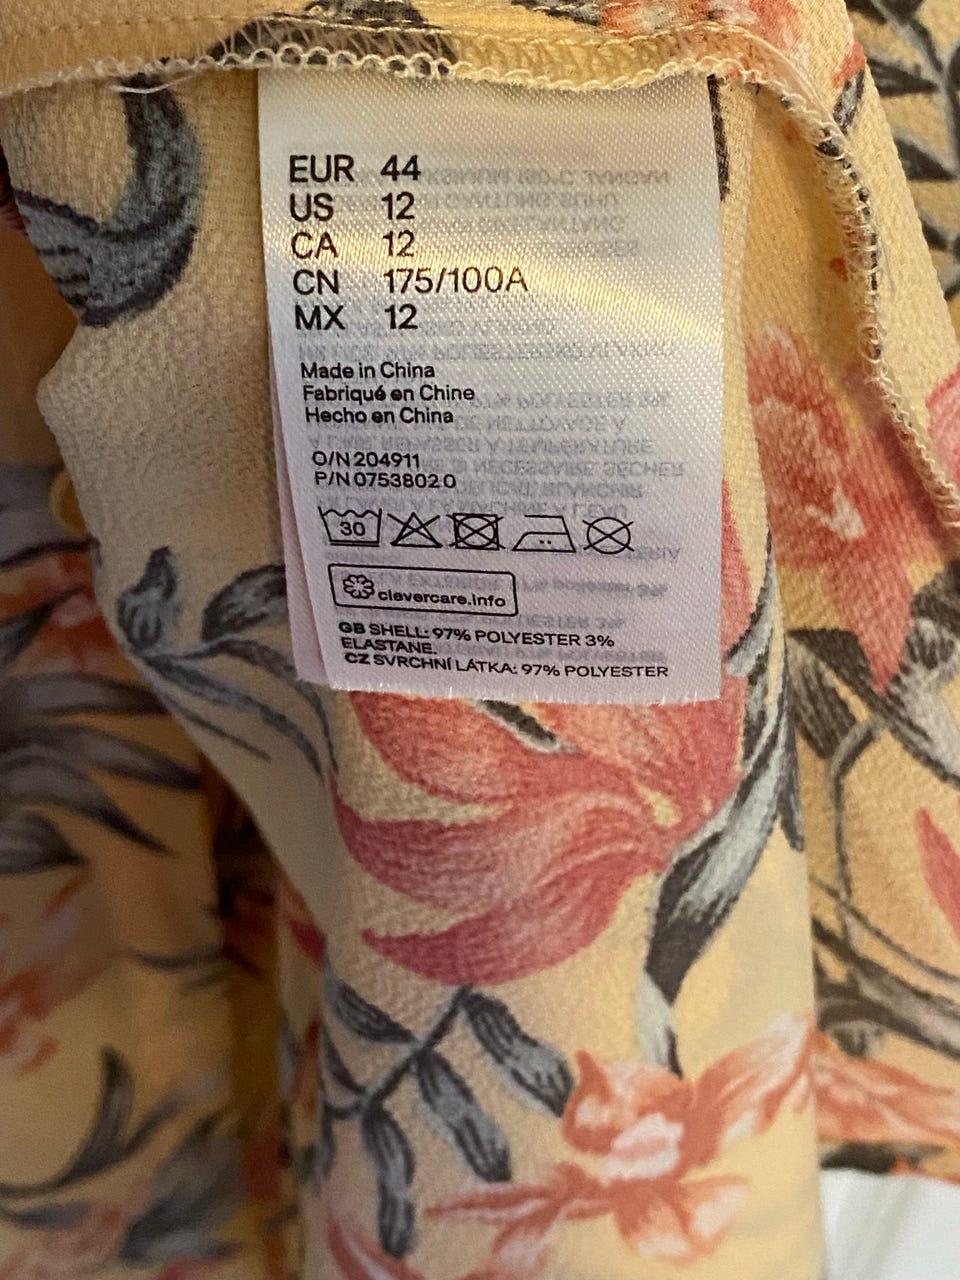 EUR 44
US 12
CA 12
CN 175/100A
MX 12
Made in China
Fabriqué en Chine
Hecho en China
O/N 204911
P/N 0753802 0
30
clevercare.info
GB SHELL: 97% POLYESTER 3%
ELASTANE.
CZ SVRCHNÍ LÁTKA: 97% POLYESTER